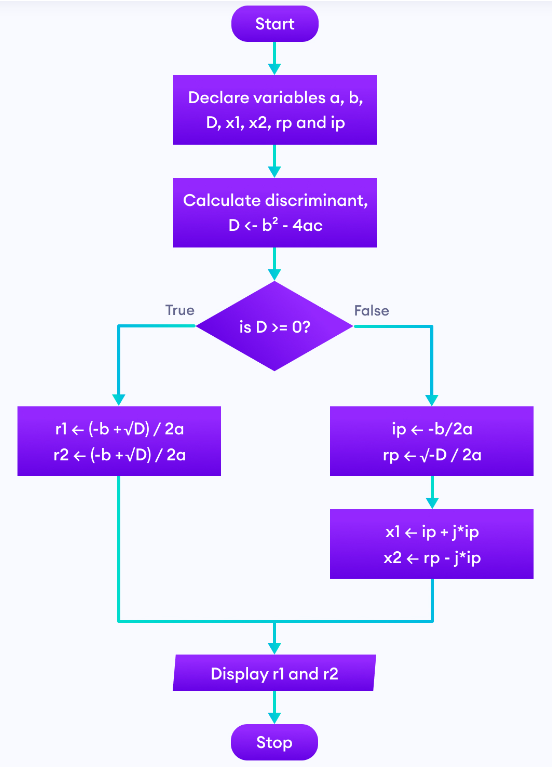 Start
Declare variables a, b,
D, x1, x2, rp and ip
Calculate discriminant,
D <- b² - 4ac
is D >= 0?
True
False
r1 ← (-b +√D) / 2a
r2 ← (-b +√D) / 2a
ip ← -b/2a
rp ← √-D / 2a
x1 ← ip + j*ip
x2 ← rp - j*ip
Display r1 and r2
Stop